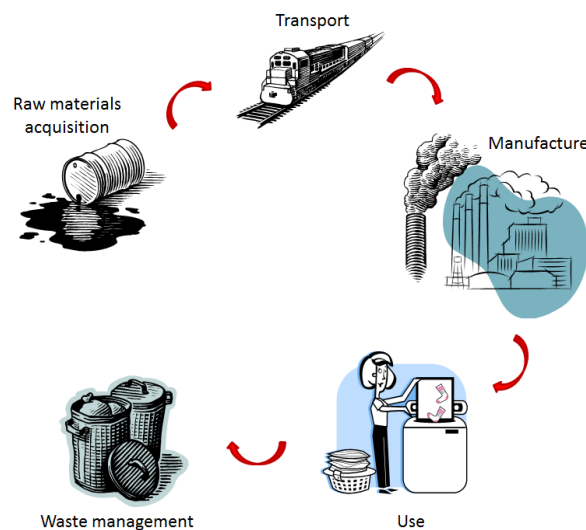 Transport
Raw materials
acquisition
Manufacture
Waste management
Use